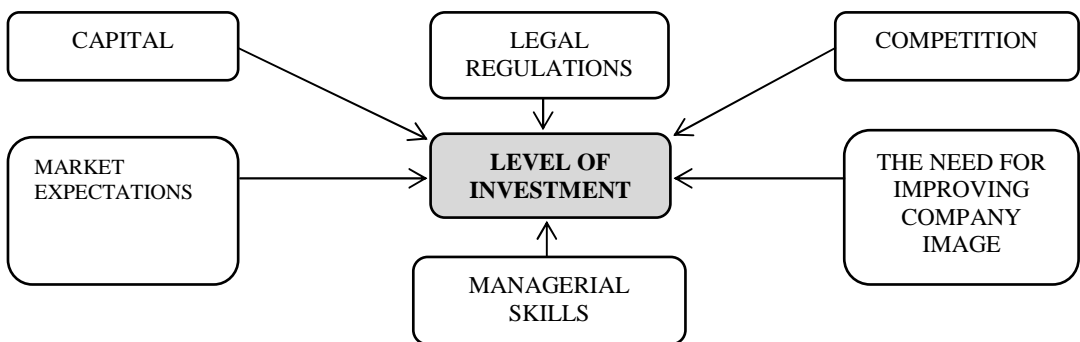 CAPITAL
LEGAL
REGULATIONS
COMPETITION
MARKET
EXPECTATIONS
LEVEL OF
INVESTMENT
THE NEED FOR
IMPROVING
COMPANY
IMAGE
MANAGERIAL
SKILLS